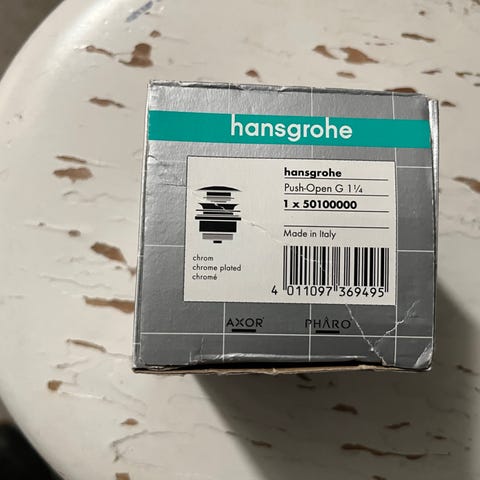 hansgrohe
hansgrohe
Push-Open G 1¼
1 x 50100000
Made in Italy
chrom
chrome plated
chromé
4 011097 369495
AXOR
PHARO